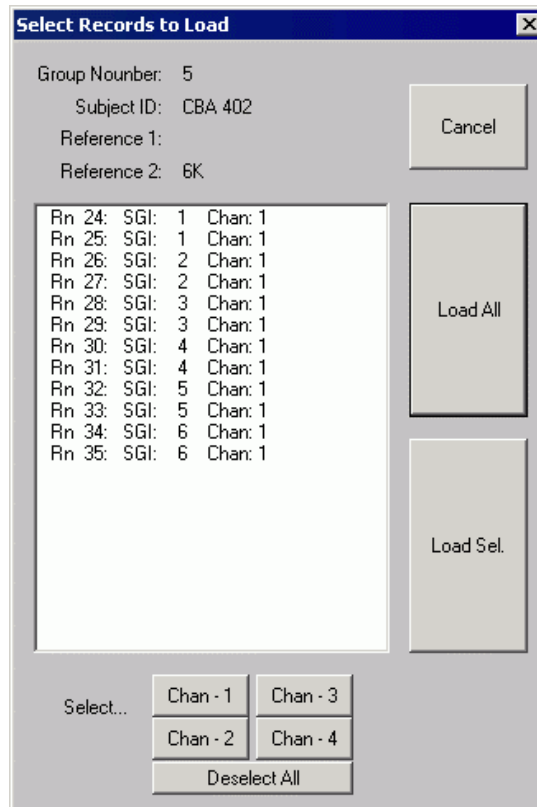 Select Records to Load
Group Nounber: 5
Subject ID: CBA 402
Reference 1:
Reference 2: 6K
Cancel
Rn 24: SGI: 1 Chan: 1
Rn 25: SGI: 1 Chan: 1
Rn 26: SGI: 2 Chan: 1
Rn 27: SGI: 2 Chan: 1
Rn 28: SGI: 3 Chan: 1
Rn 29: SGI: 3 Chan: 1
Rn 30: SGI: 4 Chan: 1
Rn 31: SGI: 4 Chan: 1
Rn 32: SGI: 5 Chan: 1
Rn 33: SGI: 5 Chan: 1
Rn 34: SGI: 6 Chan: 1
Rn 35: SGI: 6 Chan: 1
Load All
Load Sel.
Select...
Chan - 1
Chan - 3
Chan - 2
Chan - 4
Deselect All